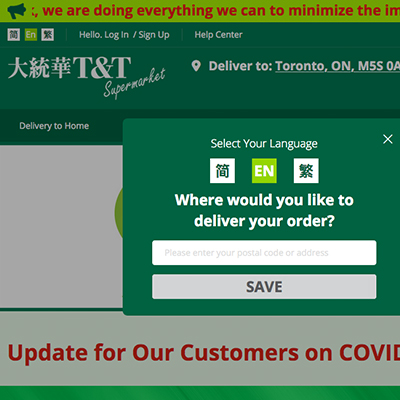 :, we are doing everything we can to minimize the im
简 En 繁 Hello. Log In / Sign Up Help Center
大統華 T&T Supermarket
Deliver to: Toronto, ON, M5S 0A
Delivery to Home
Select Your Language
简 EN 繁
Where would you like to
deliver your order?
Please enter your postal code or address
SAVE
Update for Our Customers on COVID